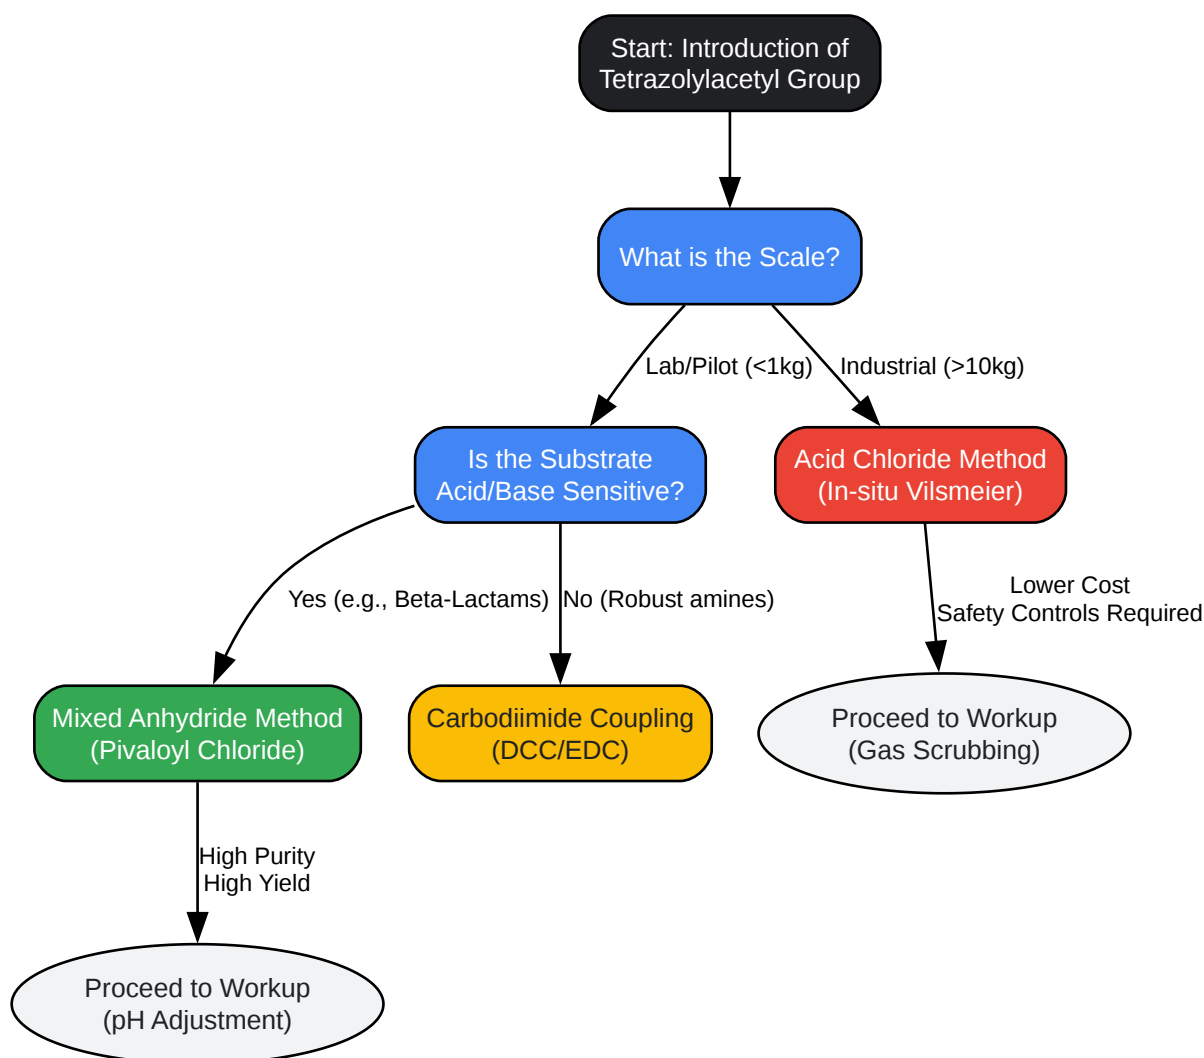 Start: Introduction of
Tetrazolylacetyl Group
What is the Scale?
Lab/Pilot (<1kg)
Industrial (>10kg)
Is the Substrate
Acid/Base Sensitive?
Acid Chloride Method
(In-situ Vilsmeier)
Yes (e.g., Beta-Lactams)
No (Robust amines)
Lower Cost
Safety Controls Required
Mixed Anhydride Method
(Pivaloyl Chloride)
Carbodiimide Coupling
(DCC/EDC)
Proceed to Workup
(Gas Scrubbing)
High Purity
High Yield
Proceed to Workup
(pH Adjustment)